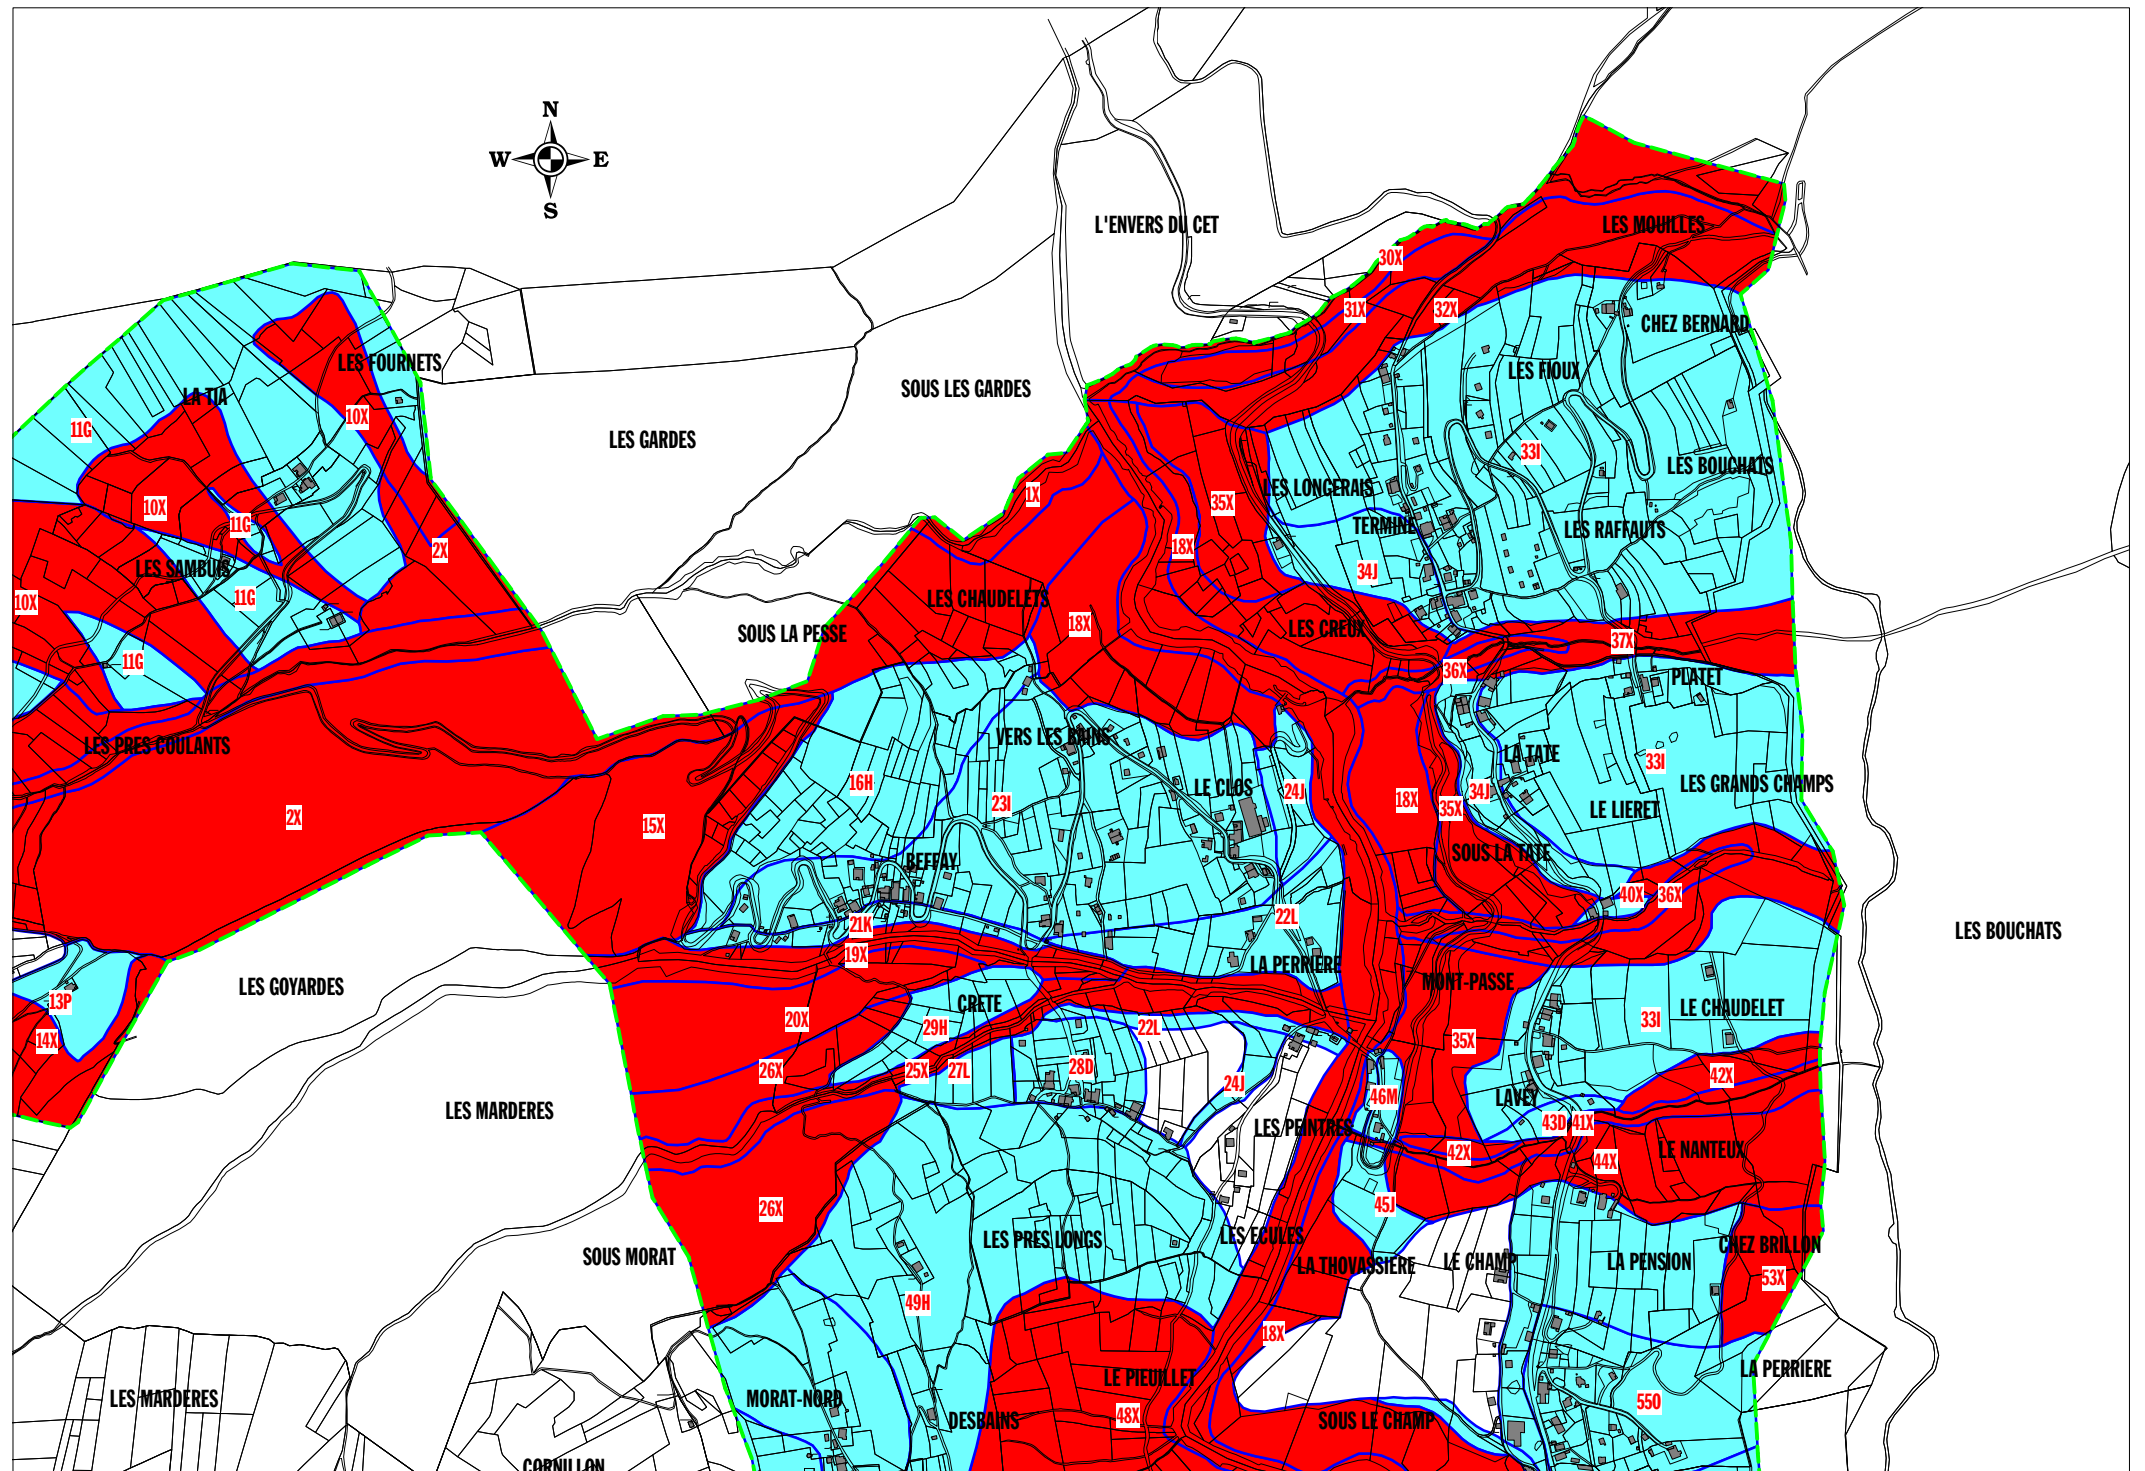 N
W E
S
L'ENVERS DU CET
LES MOUILLES
30X
31X
32X
CHEZ BERNARD
LES FOURNETS
LES FIOUX
SOUS LES GARDES
LA TIA
10X
11G
LES GARDES
33I
LES BOUCHATS
LES LONGERAIS
1X
35X
10X
11G
TERMINE
LES RAFFAUTS
2X
18X
LES SAMBUIS
34J
11G
10X
LES CHAUDELETS
18X
LES CREUX
SOUS LA PESSE
37X
11G
36X
PLATET
VERS LES BAINS
LES PRES COULANTS
LA TATE
33I
16H
LES GRANDS CHAMPS
LE CLOS
24J
34J
23I
18X
35X
LE LIERET
2X
15X
SOUS LA TATE
BEFFAY
40X
36X
22L
21K
LES BOUCHATS
19X
LA PERRIERE
MONT-PASSE
LES GOYARDES
13P
CRETE
LE CHAUDELET
20X
29H
22L
33I
14X
35X
26X
25X
27L
28D
42X
24J
46M
LAVEY
LES MARDERES
43D
41X
LES PEINTRES
42X
44X
LE NANTEUX
26X
45J
LES PRES LONGS
LES ECULES
CHEZ BRILLON
SOUS MORAT
LA THOVASSIERE
LE CHAMP
LA PENSION
53X
49H
18X
LE PIEUILLET
LA PERRIERE
LES MARDERES
MORAT-NORD
550
DESBAINS
48X
SOUS LE CHAMP
CORNILLON